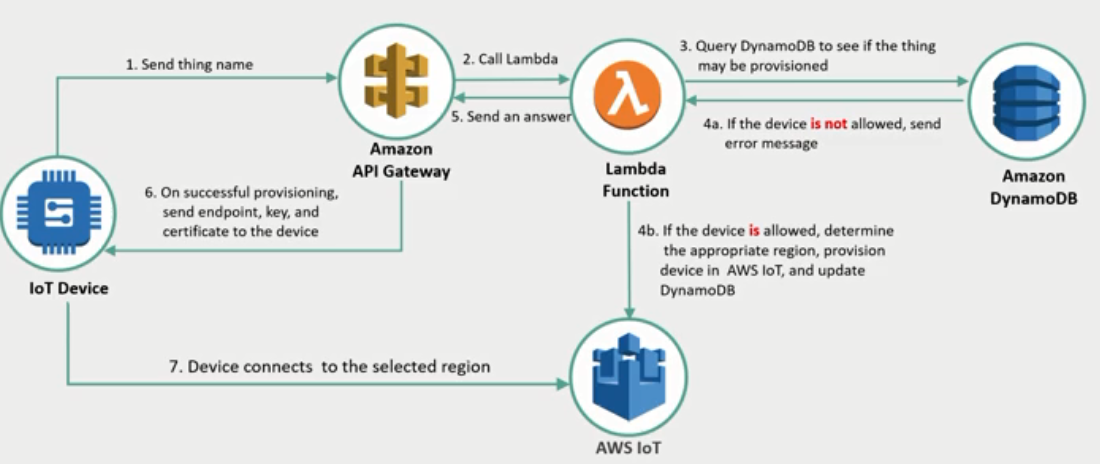 1. Send thing name
Amazon
API Gateway
2. Call Lambda
5. Send an answer
Lambda
Function
3. Query DynamoDB to see if the thing
may be provisioned
4a. If the device is not allowed, send
error message
Amazon
DynamoDB
6. On successful provisioning,
send endpoint, key, and
certificate to the device
IoT Device
4b. If the device is allowed, determine
the appropriate region, provision
device in AWS IoT, and update
DynamoDB
7. Device connects to the selected region
AWS IoT